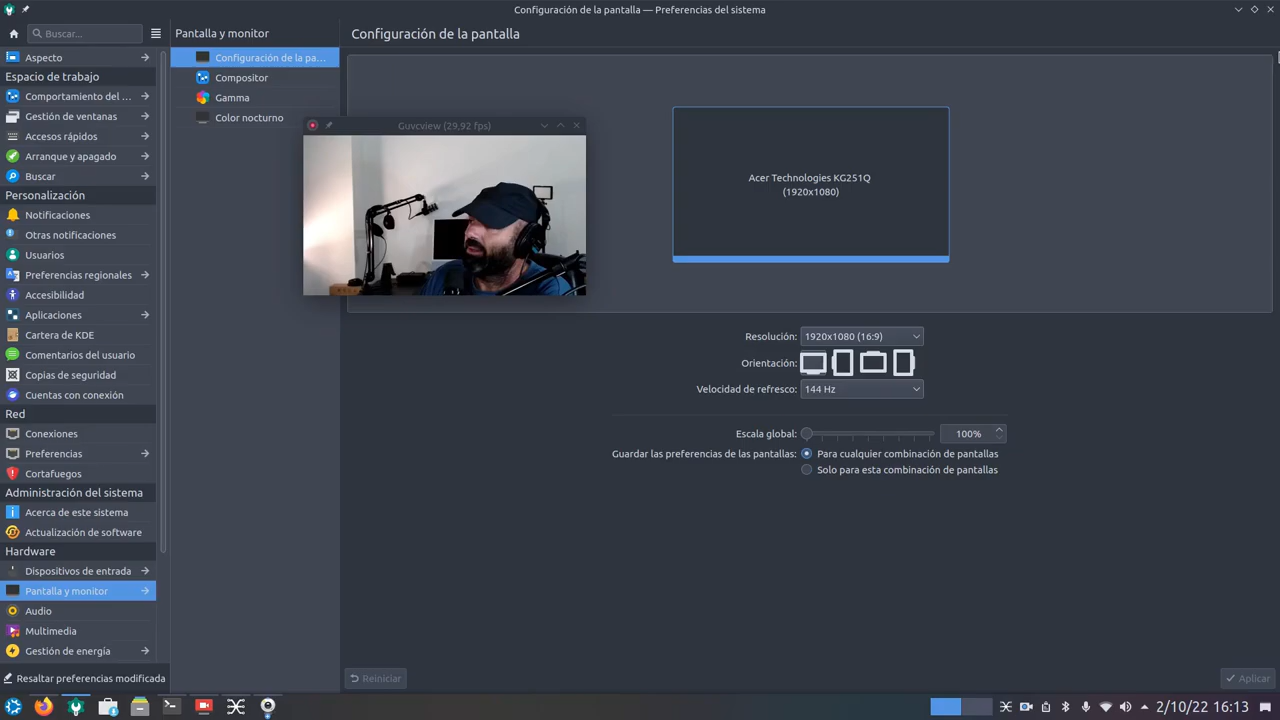 Configuración de la pantalla — Preferencias del sistema
Buscar...
Pantalla y monitor
Configuración de la pantalla
Aspecto
Espacio de trabajo
Comportamiento del ...
Gestión de ventanas
Accesos rápidos
Arranque y apagado
Buscar
Personalización
Notificaciones
Otras notificaciones
Usuarios
Preferencias regionales
Accesibilidad
Aplicaciones
Cartera de KDE
Comentarios del usuario
Copias de seguridad
Cuentas con conexión
Red
Conexiones
Preferencias
Cortafuegos
Administración del sistema
Acerca de este sistema
Actualización de software
Hardware
Dispositivos de entrada
Pantalla y monitor
Audio
Multimedia
Gestión de energía
Resaltar preferencias modificada
Configuración de la pa...
Compositor
Gamma
Color nocturno
Guvcview (29,92 fps)
Acer Technologies KG251Q
(1920x1080)
Resolución: 1920x1080 (16:9)
Orientación:
Velocidad de refresco: 144 Hz
Escala global: 100%
Guardar las preferencias de las pantallas: Para cualquier combinación de pantallas
Solo para esta combinación de pantallas
Reiniciar
Aplicar
2/10/22 16:13